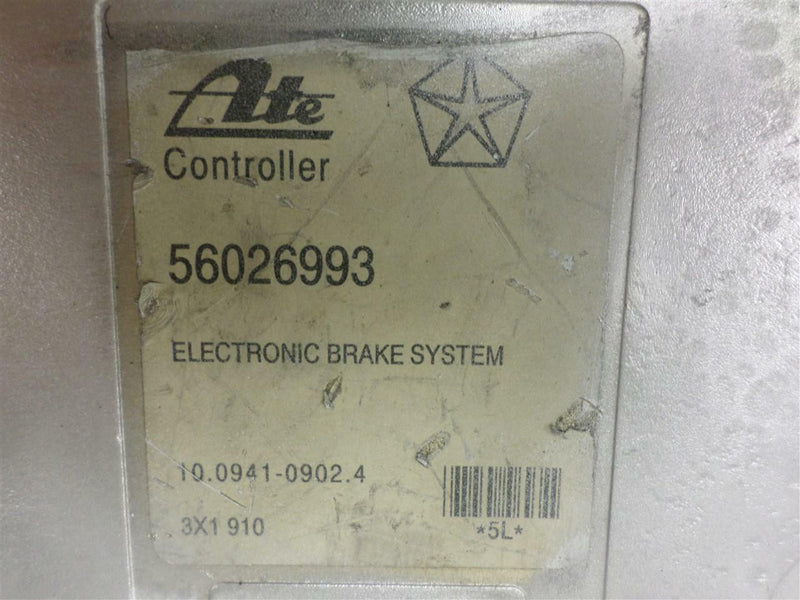 Ate
Controller
56026993
ELECTRONIC BRAKE SYSTEM
10.0941-0902.4
3X1 910
*5L*